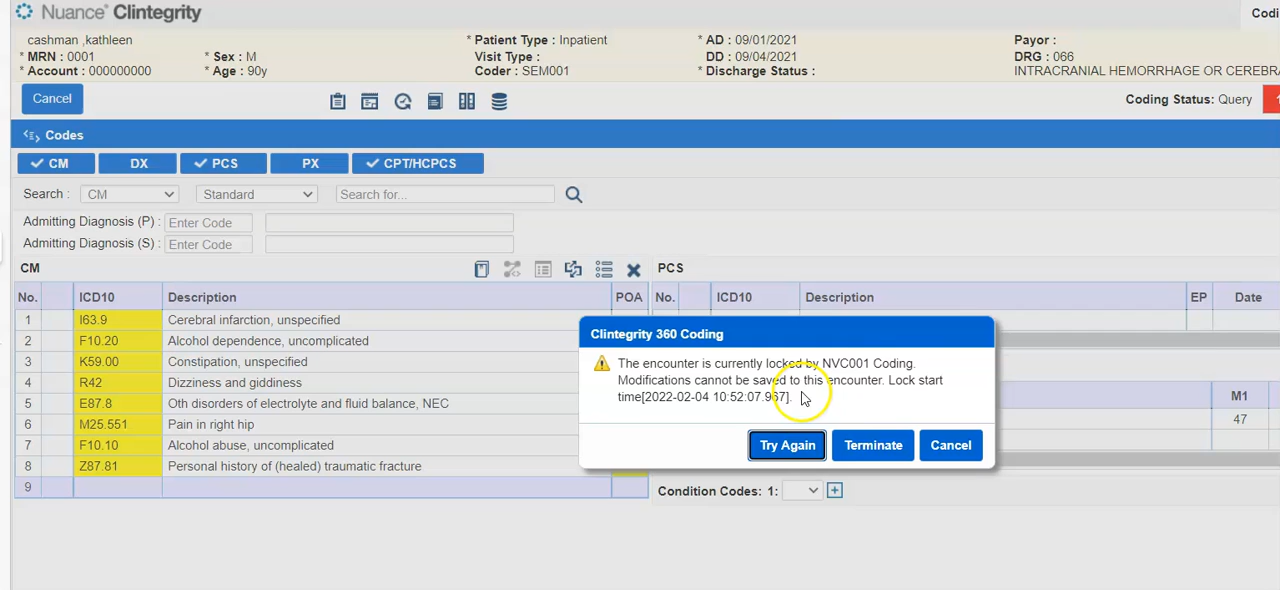 Nuance® Clintegrity
Codi
cashman ,kathleen
* MRN : 0001 * Sex : M
* Account : 000000000 * Age : 90y
* Patient Type : Inpatient
Visit Type :
Coder : SEM001
* AD : 09/01/2021
DD : 09/04/2021
* Discharge Status :
Payor :
DRG : 066
INTRACRANIAL HEMORRHAGE OR CEREBRA
Cancel
Coding Status: Query
Codes
CM DX PCS PX CPT/HCPCS
Search : CM Standard Search for...
Admitting Diagnosis (P) : Enter Code
Admitting Diagnosis (S) : Enter Code
CM
No. ICD10 Description POA
1 I63.9 Cerebral infarction, unspecified
2 F10.20 Alcohol dependence, uncomplicated
3 K59.00 Constipation, unspecified
4 R42 Dizziness and giddiness
5 E87.8 Oth disorders of electrolyte and fluid balance, NEC
6 M25.551 Pain in right hip
7 F10.10 Alcohol abuse, uncomplicated
8 Z87.81 Personal history of (healed) traumatic fracture
9
PCS
No. ICD10 Description EP Date
M1
47
Clintegrity 360 Coding
The encounter is currently locked by NVC001 Coding.
Modifications cannot be saved to this encounter. Lock start
time[2022-02-04 10:52:07.967].
Try Again Terminate Cancel
Condition Codes: 1: